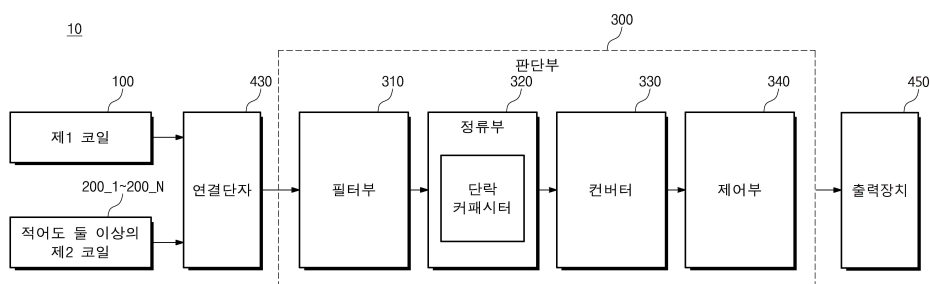 10
300
판단부
100
430
310
320
330
340
450
제1 코일
정류부
연결단자
필터부
단락
커패시터
컨버터
제어부
출력장치
200_1~200_N
적어도 둘 이상의
제2 코일